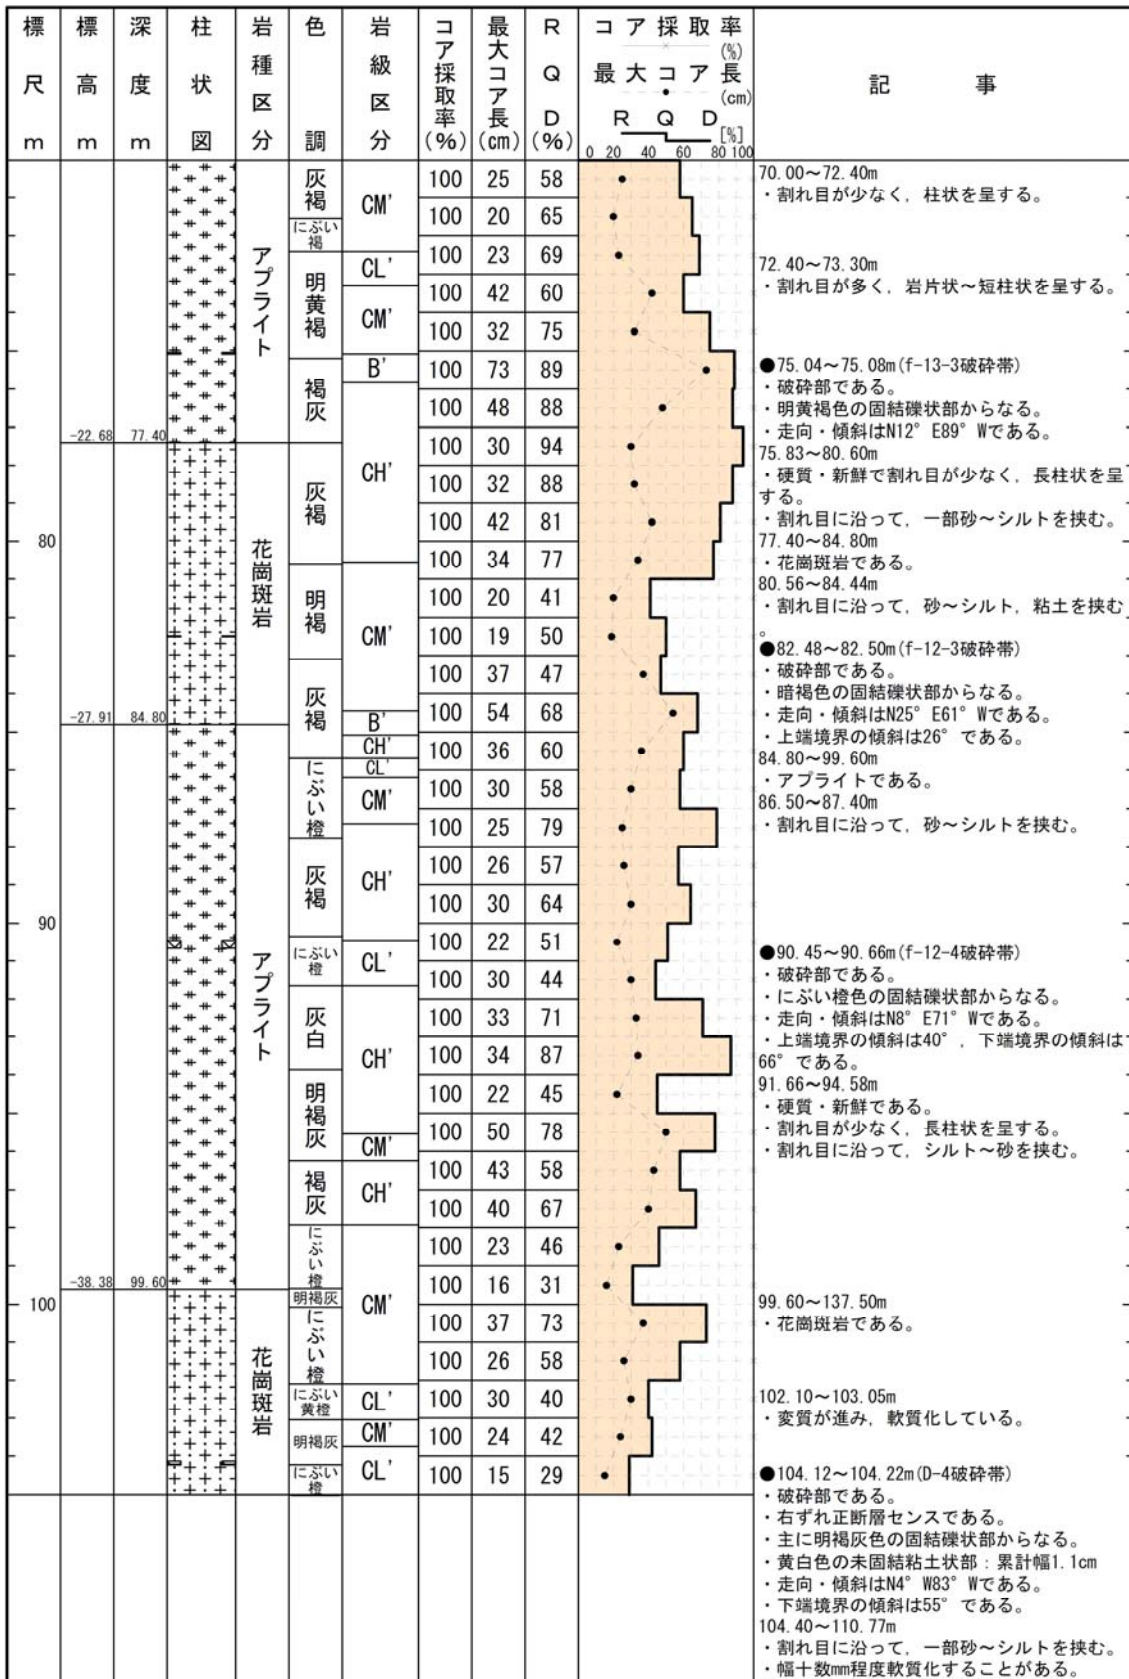 標尺m
標高m
深度m
柱状図
岩種区分
色調
岩級区分
コア採取率(%)
最大コア長(cm)
RQD(%)
コア採取率(%)
最大コア長(cm)
RQD[%]
0 20 40 60 80 100
記事
80
90
100
-22.68 77.40
-27.91 84.80
-38.38 99.60
アプライト
花崗斑岩
アプライト
花崗斑岩
灰褐
にぶい褐
明黄褐
褐灰
灰褐
明褐
灰褐
にぶい橙
灰褐
にぶい橙
灰白
明褐灰
褐灰
にぶい橙
明褐灰
にぶい橙
にぶい黄橙
明褐灰
にぶい橙
CM'
CL'
CM'
B'
CH'
CM'
B'
CH'
CL'
CM'
CH'
CL'
CH'
CM'
CH'
CM'
CL'
CM'
CL'
100 25 58
100 20 65
100 23 69
100 42 60
100 32 75
100 73 89
100 48 88
100 30 94
100 32 88
100 42 81
100 34 77
100 20 41
100 19 50
100 37 47
100 54 68
100 36 60
100 30 58
100 25 79
100 26 57
100 30 64
100 22 51
100 30 44
100 33 71
100 34 87
100 22 45
100 50 78
100 43 58
100 40 67
100 23 46
100 16 31
100 37 73
100 26 58
100 30 40
100 24 42
100 15 29
70.00～72.40m
・割れ目が少なく，柱状を呈する。
72.40～73.30m
・割れ目が多く，岩片状～短柱状を呈する。
●75.04～75.08m(f-13-3破砕帯)
・破砕部である。
・明黄褐色の固結礫状部からなる。
・走向・傾斜はN12°E89°Wである。
75.83～80.60m
・硬質・新鮮で割れ目が少なく，長柱状を呈
する。
・割れ目に沿って，一部砂～シルトを挟む。
77.40～84.80m
・花崗斑岩である。
80.56～84.44m
・割れ目に沿って，砂～シルト，粘土を挟む
。
●82.48～82.50m(f-12-3破砕帯)
・破砕部である。
・暗褐色の固結礫状部からなる。
・走向・傾斜はN25°E61°Wである。
・上端境界の傾斜は26°である。
84.80～99.60m
・アプライトである。
86.50～87.40m
・割れ目に沿って，砂～シルトを挟む。
●90.45～90.66m(f-12-4破砕帯)
・破砕部である。
・にぶい橙色の固結礫状部からなる。
・走向・傾斜はN8°E71°Wである。
・上端境界の傾斜は40°，下端境界の傾斜は
66°である。
91.66～94.58m
・硬質・新鮮である。
・割れ目が少なく，長柱状を呈する。
・割れ目に沿って，シルト～砂を挟む。
99.60～137.50m
・花崗斑岩である。
102.10～103.05m
・変質が進み，軟質化している。
●104.12～104.22m(D-4破砕帯)
・破砕部である。
・右ずれ正断層センスである。
・主に明褐灰色の固結礫状部からなる。
・黄白色の未固結粘土状部：累計幅1.1cm
・走向・傾斜はN4°W83°Wである。
・下端境界の傾斜は55°である。
104.40～110.77m
・割れ目に沿って，一部砂～シルトを挟む。
・幅十数mm程度軟質化することがある。